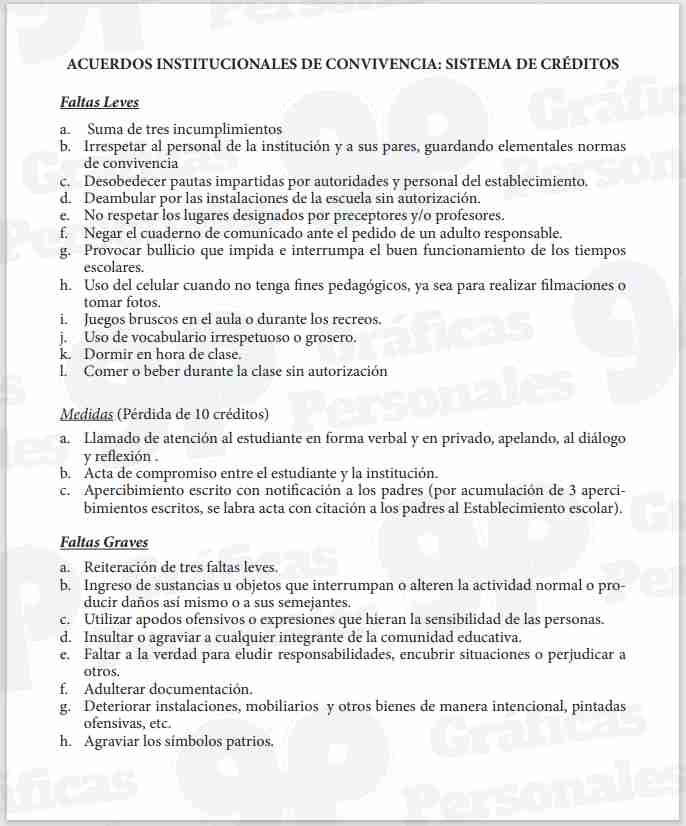 ACUERDOS INSTITUCIONALES DE CONVIVENCIA: SISTEMA DE CRÉDITOS
Faltas Leves
a. Suma de tres incumplimientos
b. Irrespetar al personal de la institución y a sus pares, guardando elementales normas
de convivencia
c. Desobedecer pautas impartidas por autoridades y personal del establecimiento.
d. Deambular por las instalaciones de la escuela sin autorización.
e. No respetar los lugares designados por preceptores y/o profesores.
f. Negar el cuaderno de comunicado ante el pedido de un adulto responsable.
g. Provocar bullicio que impida e interrumpa el buen funcionamiento de los tiempos
escolares.
h. Uso del celular cuando no tenga fines pedagógicos, ya sea para realizar filmaciones o
tomar fotos.
i. Juegos bruscos en el aula o durante los recreos.
j. Uso de vocabulario irrespetuoso o grosero.
k. Dormir en hora de clase.
l. Comer o beber durante la clase sin autorización
Medidas (Pérdida de 10 créditos)
a. Llamado de atención al estudiante en forma verbal y en privado, apelando, al diálogo
y reflexión .
b. Acta de compromiso entre el estudiante y la institución.
c. Apercibimiento escrito con notificación a los padres (por acumulación de 3 aperci-
bimientos escritos, se labra acta con citación a los padres al Establecimiento escolar).
Faltas Graves
a. Reiteración de tres faltas leves.
b. Ingreso de sustancias u objetos que interrumpan o alteren la actividad normal o pro-
ducir daños así mismo o a sus semejantes.
c. Utilizar apodos ofensivos o expresiones que hieran la sensibilidad de las personas.
d. Insultar o agraviar a cualquier integrante de la comunidad educativa.
e. Faltar a la verdad para eludir responsabilidades, encubrir situaciones o perjudicar a
otros.
f. Adulterar documentación.
g. Deteriorar instalaciones, mobiliarios y otros bienes de manera intencional, pintadas
ofensivas, etc.
h. Agraviar los símbolos patrios.
Gráficas
Personales